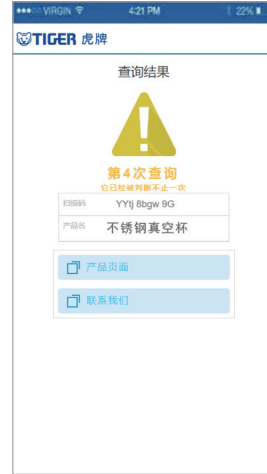 VIRGIN 4:21 PM 22%
TIGER 虎牌
查询结果
第4次查询
它已经被判断不止一次
扫描码 YYtj 8bgw 9G
产品名 不锈钢真空杯
产品页面
联系我们